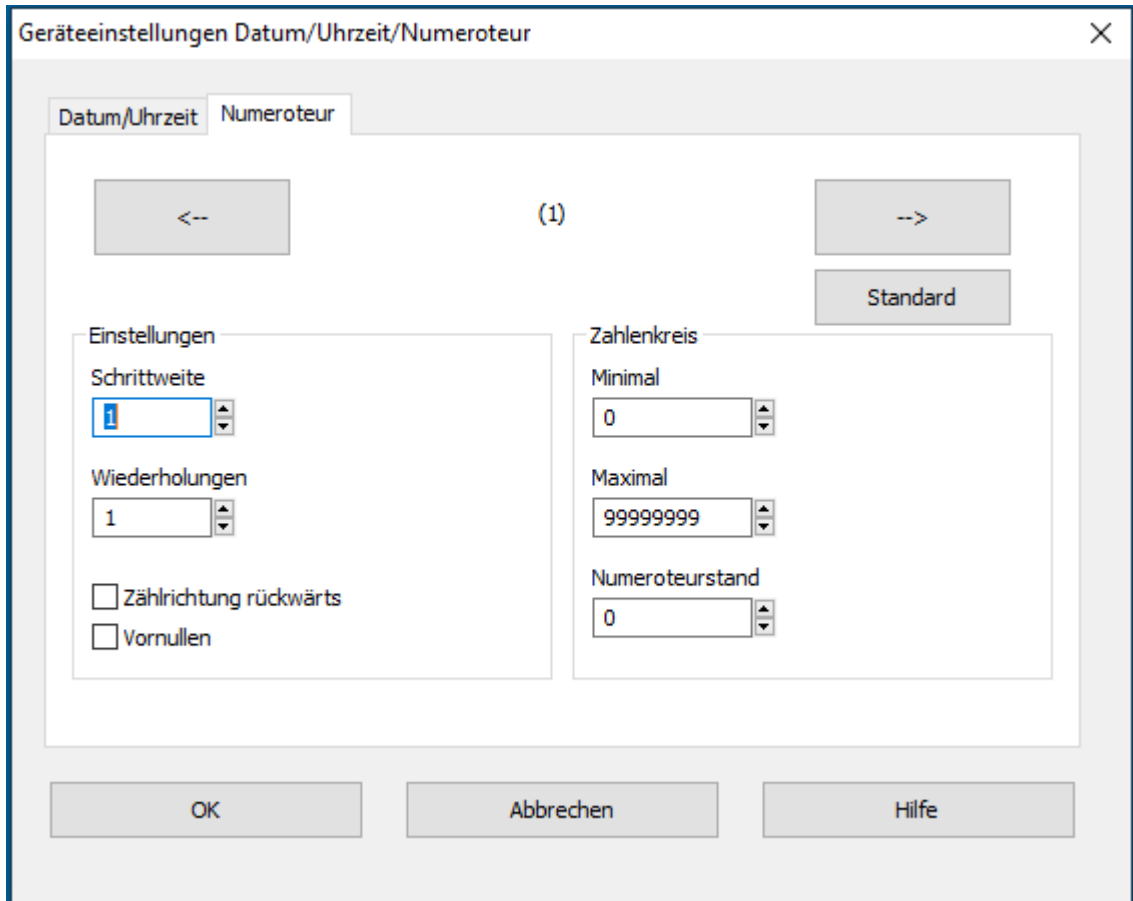 Geräteeinstellungen Datum/Uhrzeit/Numeroteur
Datum/Uhrzeit Numeroteur
<-- (1) -->
Standard
Einstellungen
Schrittweite
1
Wiederholungen
1
Zählrichtung rückwärts
Vornullen
Zahlenkreis
Minimal
0
Maximal
99999999
Numeroteurstand
0
OK Abbrechen Hilfe